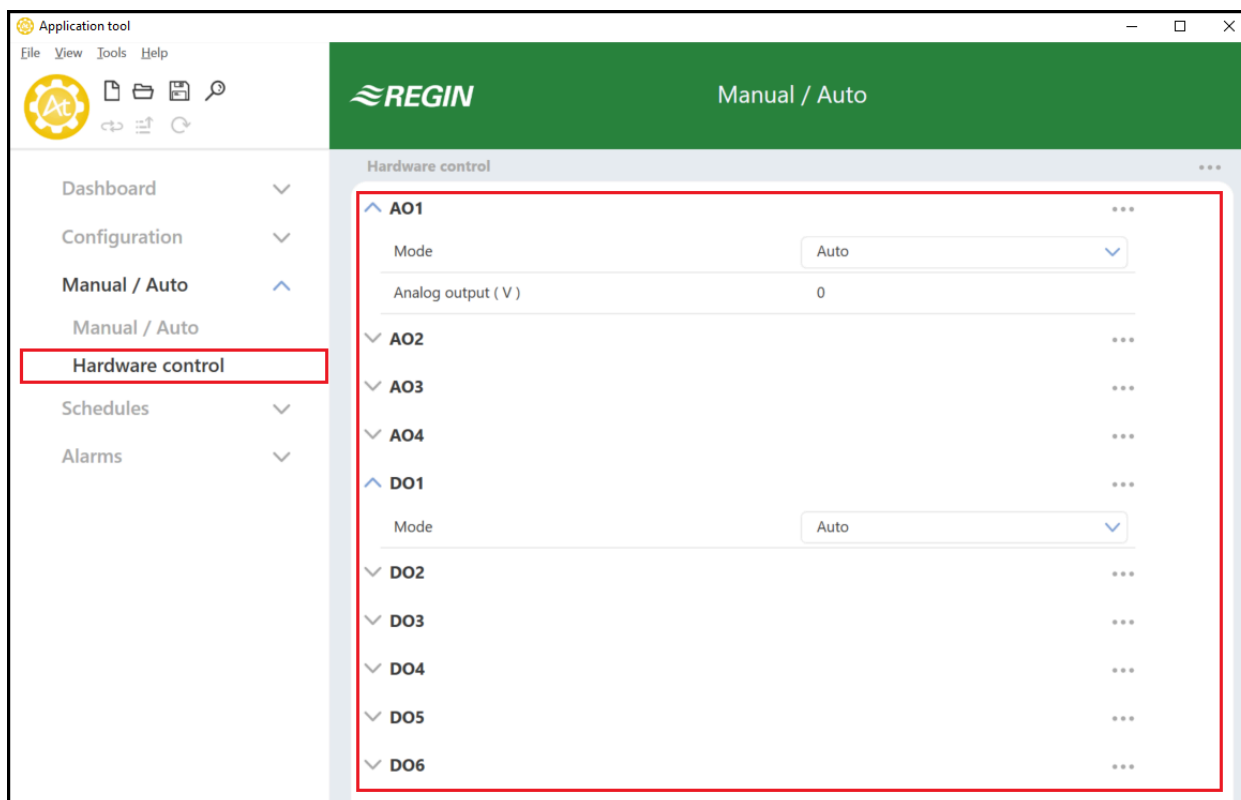 Application tool
File View Tools Help
At
REGIN
Manual / Auto
Hardware control
Dashboard
Configuration
Manual / Auto
Manual / Auto
Hardware control
Schedules
Alarms
AO1
Mode Auto
Analog output ( V ) 0
AO2
AO3
AO4
DO1
Mode Auto
DO2
DO3
DO4
DO5
DO6